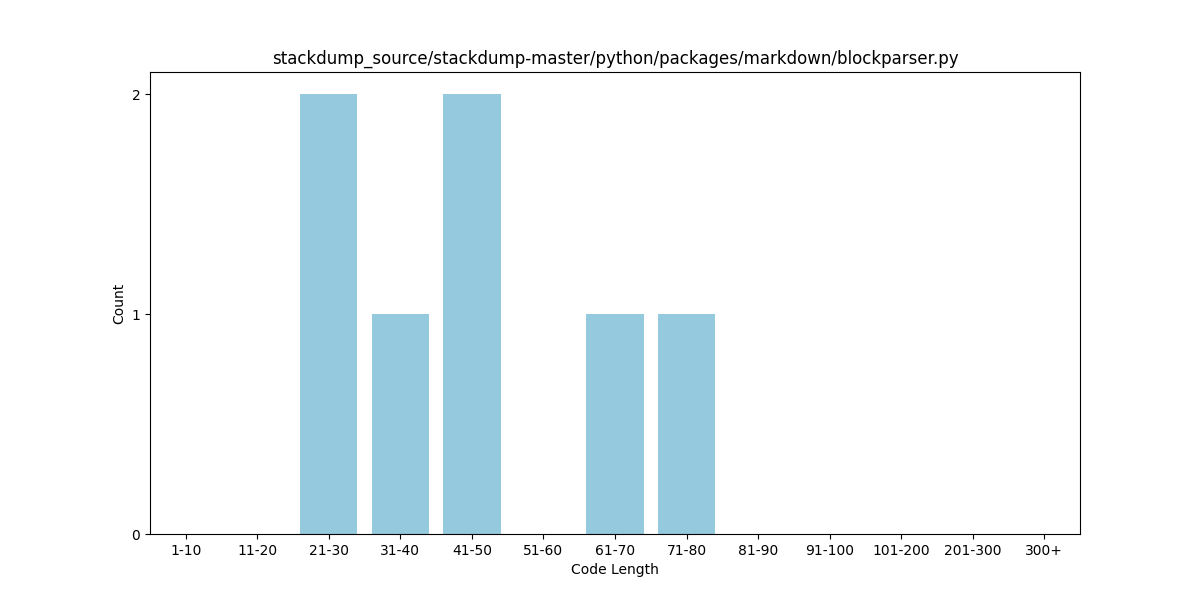 stackdump_source/stackdump-master/python/packages/markdown/blockparser.py
2
1
0
Count
1-10 11-20 21-30 31-40 41-50 51-60 61-70 71-80 81-90 91-100 101-200 201-300 300+
Code Length